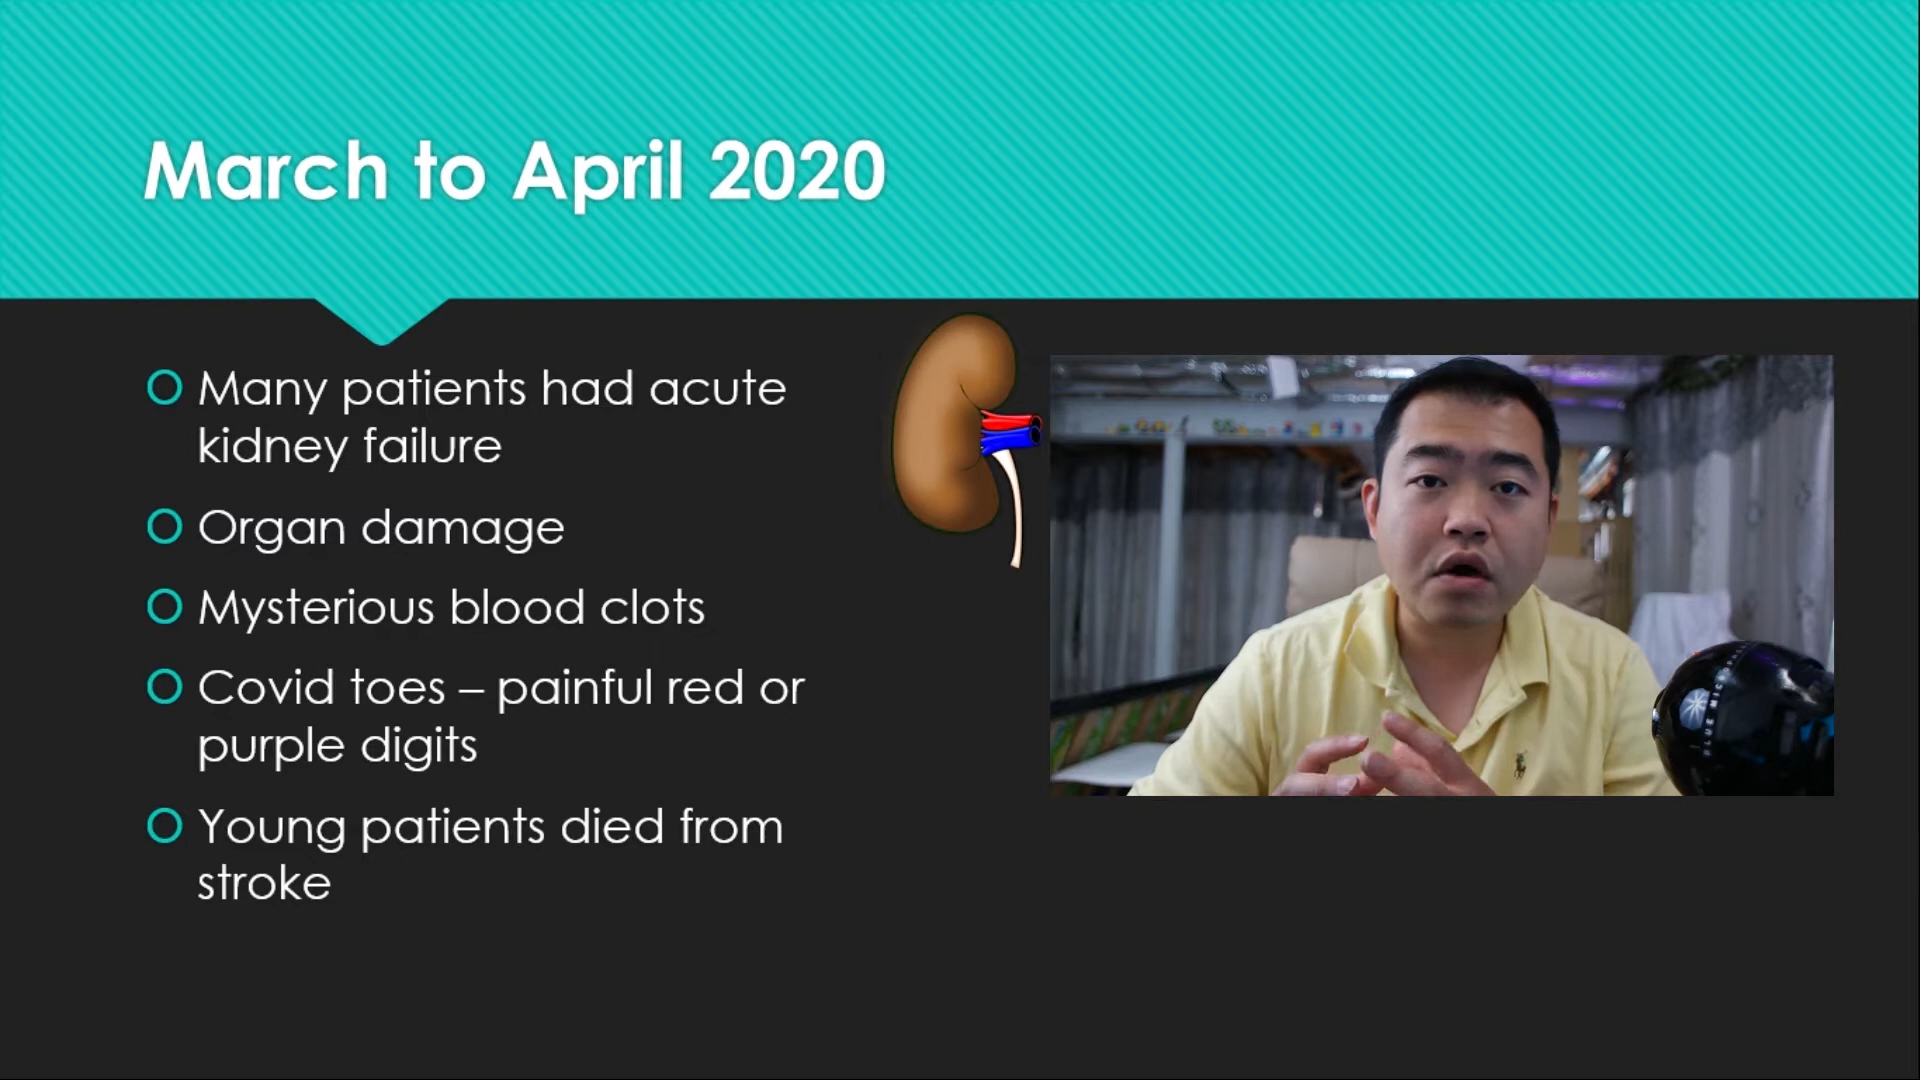 March to April 2020
Many patients had acute
kidney failure
Organ damage
Mysterious blood clots
Covid toes – painful red or
purple digits
Young patients died from
stroke